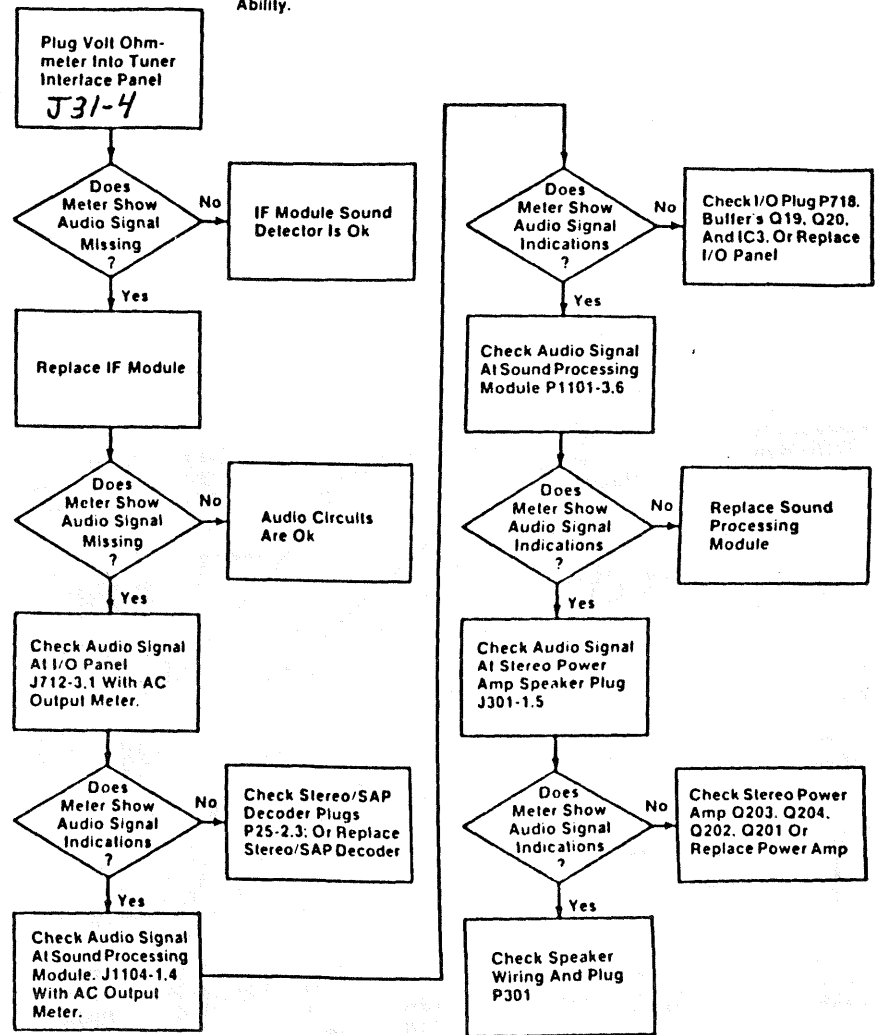 Ability.
Plug Volt Ohm-
meter Into Tuner
Interface Panel
J31-4
Does
Meter Show
Audio Signal
Missing
?
No
IF Module Sound
Detector Is Ok
Yes
Replace IF Module
Does
Meter Show
Audio Signal
Missing
?
No
Audio Circuits
Are Ok
Yes
Check Audio Signal
At I/O Panel
J712-3,1 With AC
Output Meter.
Does
Meter Show
Audio Signal
Indications
?
No
Check Stereo/SAP
Decoder Plugs
P25-2,3; Or Replace
Stereo/SAP Decoder
Yes
Check Audio Signal
At Sound Processing
Module. J1104-1,4
With AC Output
Meter.
Does
Meter Show
Audio Signal
Indications
?
No
Check I/O Plug P718.
Buffer's Q19, Q20,
And IC3, Or Replace
I/O Panel
Yes
Check Audio Signal
At Sound Processing
Module P1101-3,6
Does
Meter Show
Audio Signal
Indications
?
No
Replace Sound
Processing
Module
Yes
Check Audio Signal
At Stereo Power
Amp Speaker Plug
J301-1,5
Does
Meter Show
Audio Signal
Indications
?
No
Check Stereo Power
Amp Q203, Q204,
Q202, Q201 Or
Replace Power Amp
Yes
Check Speaker
Wiring And Plug
P301